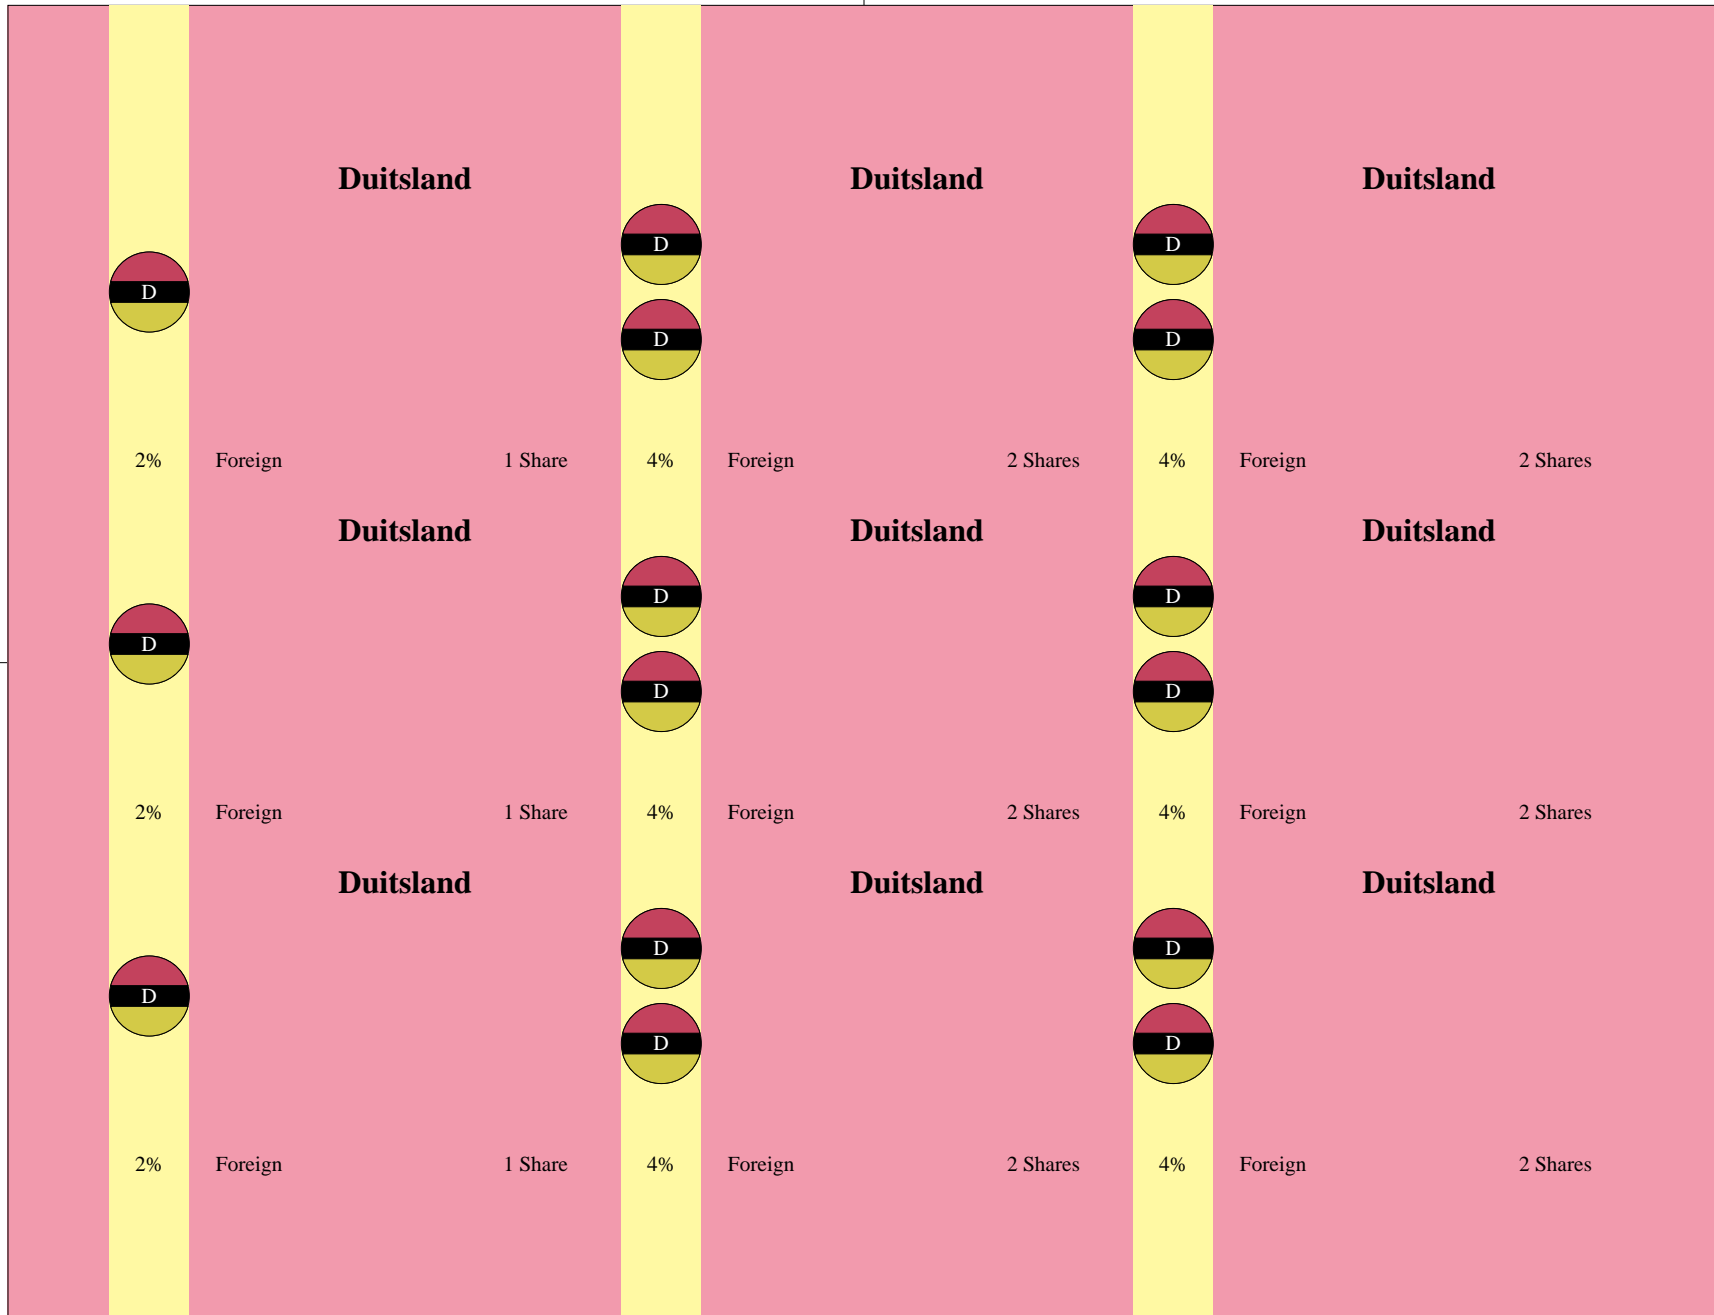 Duitsland Duitsland Duitsland
D D
D
D D
2% Foreign 1 Share 4% Foreign 2 Shares 4% Foreign 2 Shares
Duitsland Duitsland Duitsland
D D
D
D D
2% Foreign 1 Share 4% Foreign 2 Shares 4% Foreign 2 Shares
Duitsland Duitsland Duitsland
D D
D
D D
2% Foreign 1 Share 4% Foreign 2 Shares 4% Foreign 2 Shares